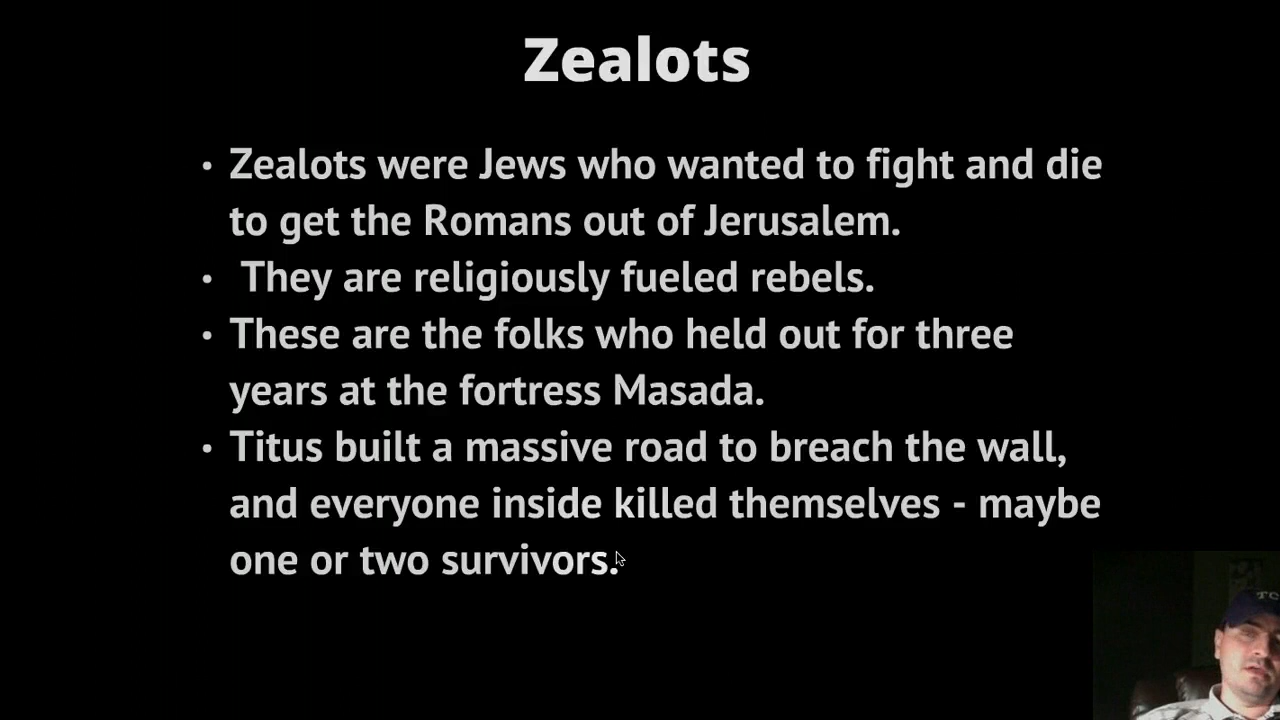 Zealots
• Zealots were Jews who wanted to fight and die
to get the Romans out of Jerusalem.
• They are religiously fueled rebels.
• These are the folks who held out for three
years at the fortress Masada.
• Titus built a massive road to breach the wall,
and everyone inside killed themselves - maybe
one or two survivors.
TC